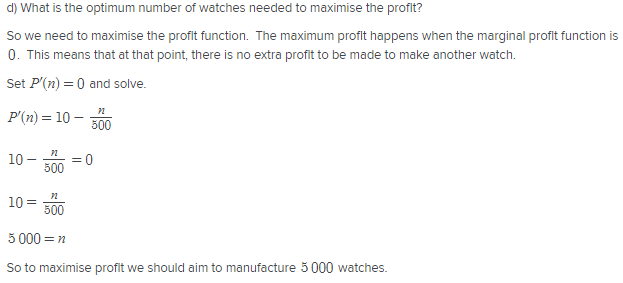 d) What is the optimum number of watches needed to maximise the profit?
So we need to maximise the profit function. The maximum profit happens when the marginal profit function is
0. This means that at that point, there is no extra profit to be made to make another watch.
Set P'(n) = 0 and solve.
P'(n) = 10 − n/500
10 − n/500 = 0
10 = n/500
5 000 = n
So to maximise profit we should aim to manufacture 5 000 watches.